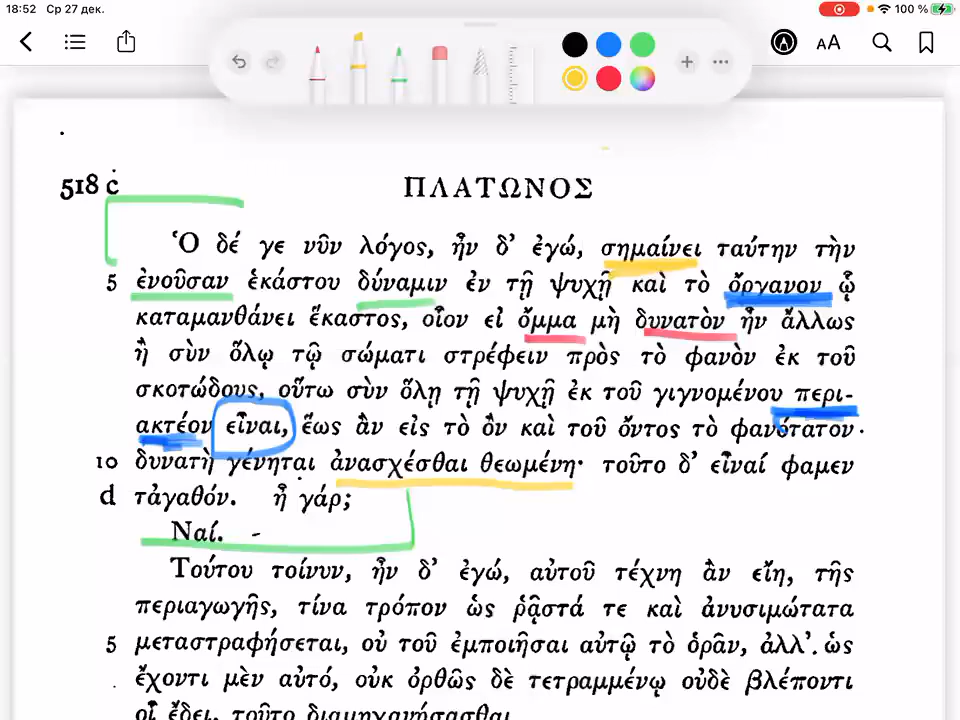 18:52 Ср 27 дек. 100 %
AA
518 c ΠΛΑΤΩΝΟΣ
Ὁ δέ γε νῦν λόγος, ἦν δ' ἐγώ, σημαίνει ταύτην τὴν
5 ἐνοῦσαν ἑκάστου δύναμιν ἐν τῇ ψυχῇ καὶ τὸ ὄργανον ᾧ
καταμανθάνει ἕκαστος, οἷον εἰ ὄμμα μὴ δυνατὸν ἦν ἄλλως
ἢ σὺν ὅλῳ τῷ σώματι στρέφειν πρὸς τὸ φανὸν ἐκ τοῦ
σκοτώδους, οὕτω σὺν ὅλῃ τῇ ψυχῇ ἐκ τοῦ γιγνομένου περι-
ακτέον εἶναι, ἕως ἂν εἰς τὸ ὂν καὶ τοῦ ὄντος τὸ φανότατον
10 δυνατὴ γένηται ἀνασχέσθαι θεωμένη· τοῦτο δ' εἶναί φαμεν
d τἀγαθόν. ἦ γάρ;
Ναί.
Τούτου τοίνυν, ἦν δ' ἐγώ, αὐτοῦ τέχνη ἂν εἴη, τῆς
περιαγωγῆς, τίνα τρόπον ὡς ῥᾷστά τε καὶ ἀνυσιμώτατα
5 μεταστραφήσεται, οὐ τοῦ ἐμποιῆσαι αὐτῷ τὸ ὁρᾶν, ἀλλ' ὡς
ἔχοντι μὲν αὐτό, οὐκ ὀρθῶς δὲ τετραμμένῳ οὐδὲ βλέποντι
οἷ ἔδει, τοῦτο διαμηχανήσασθαι